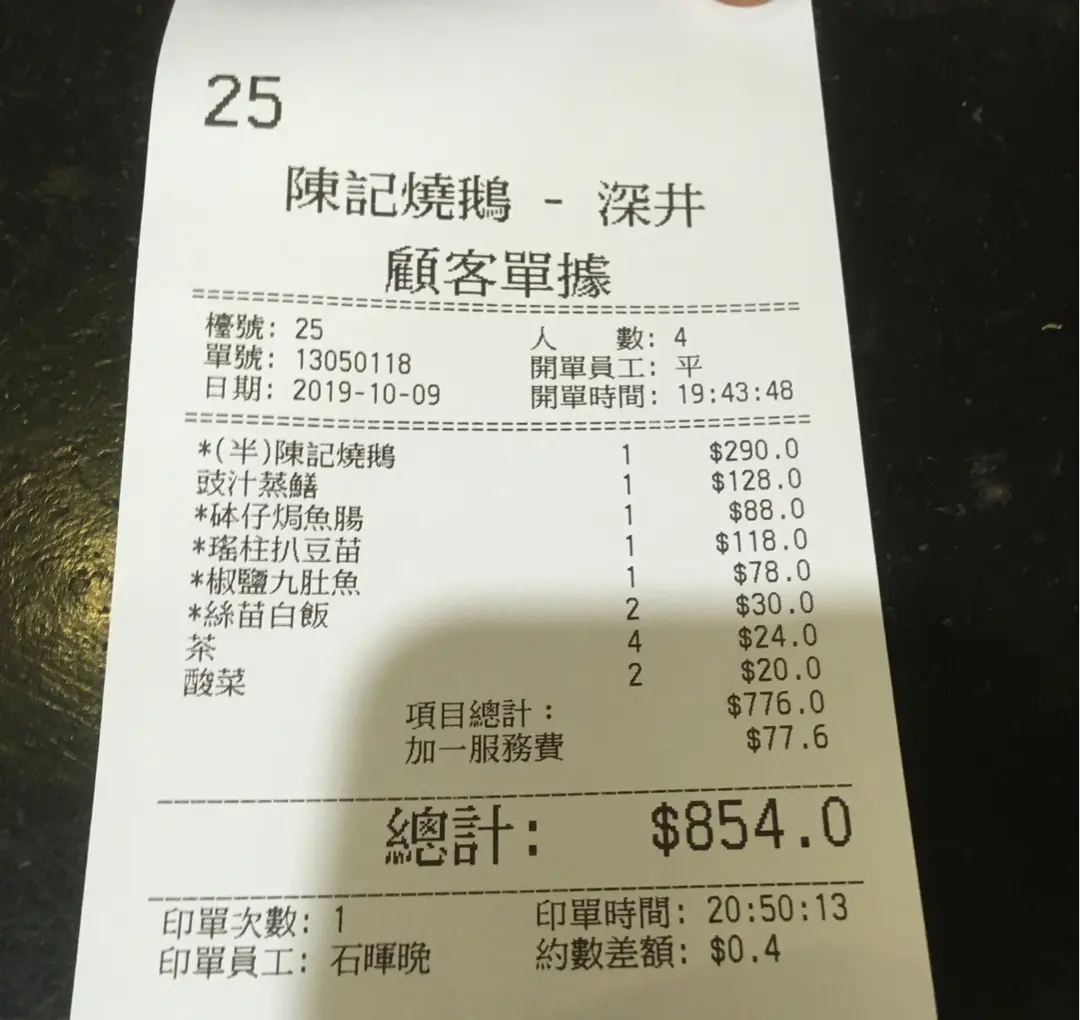 25
陳記燒鵝 - 深井
顧客單據
檯號: 25 人 數: 4
單號: 13050118 開單員工: 平
日期: 2019-10-09 開單時間: 19:43:48
*(半)陳記燒鵝 1 $290.0
豉汁蒸鱔 1 $128.0
*砵仔焗魚腸 1 $88.0
*瑤柱扒豆苗 1 $118.0
*椒鹽九肚魚 1 $78.0
*絲苗白飯 2 $30.0
茶 4 $24.0
酸菜 2 $20.0
項目總計: $776.0
加一服務費 $77.6
總計: $854.0
印單次數: 1 印單時間: 20:50:13
印單員工: 石暉晚 約數差額: $0.4